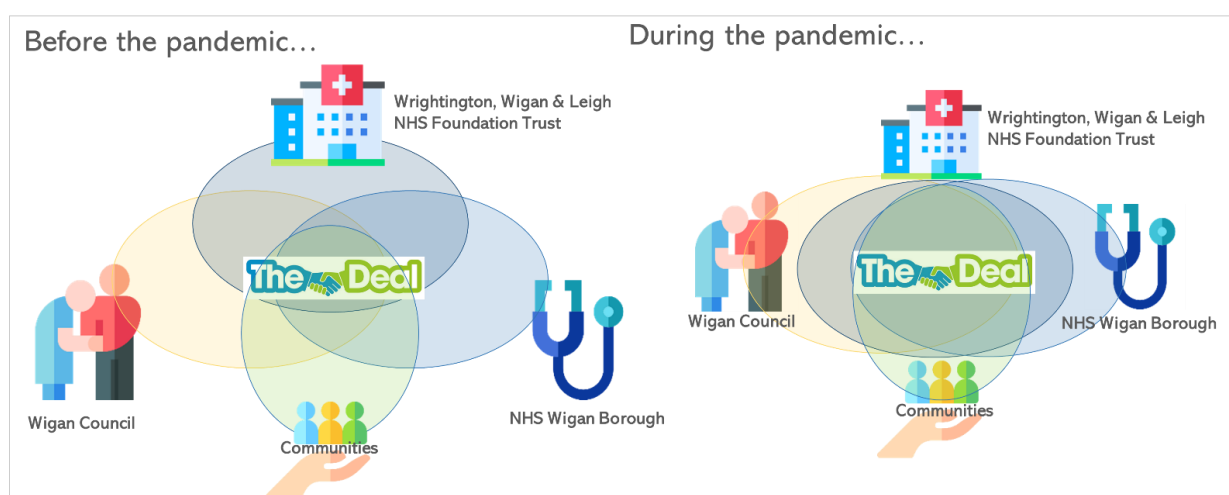 Before the pandemic...
Wrightington, Wigan & Leigh
NHS Foundation Trust
The Deal
Wigan Council
NHS Wigan Borough
Communities
During the pandemic...
Wrightington, Wigan & Leigh
NHS Foundation Trust
The Deal
Wigan Council
NHS Wigan Borough
Communities